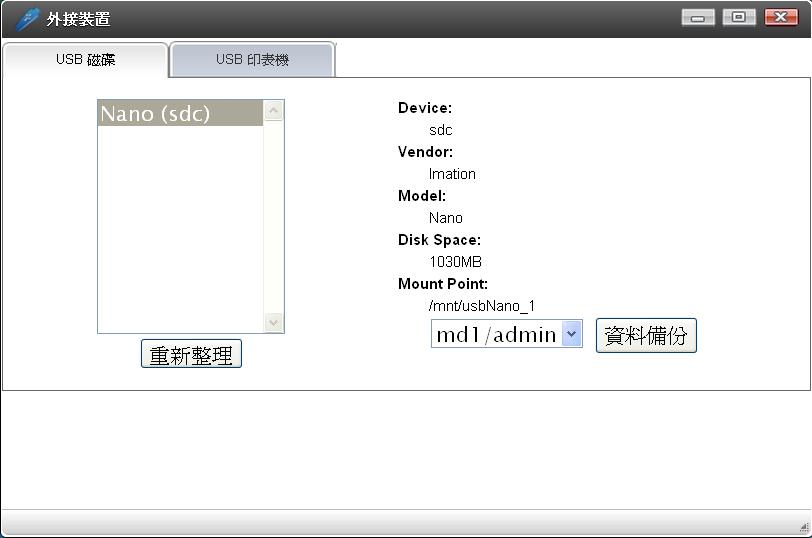 外接裝置
USB 磁碟
USB 印表機
Nano (sdc)
重新整理
Device:
sdc
Vendor:
Imation
Model:
Nano
Disk Space:
1030MB
Mount Point:
/mnt/usbNano_1
md1/admin
資料備份